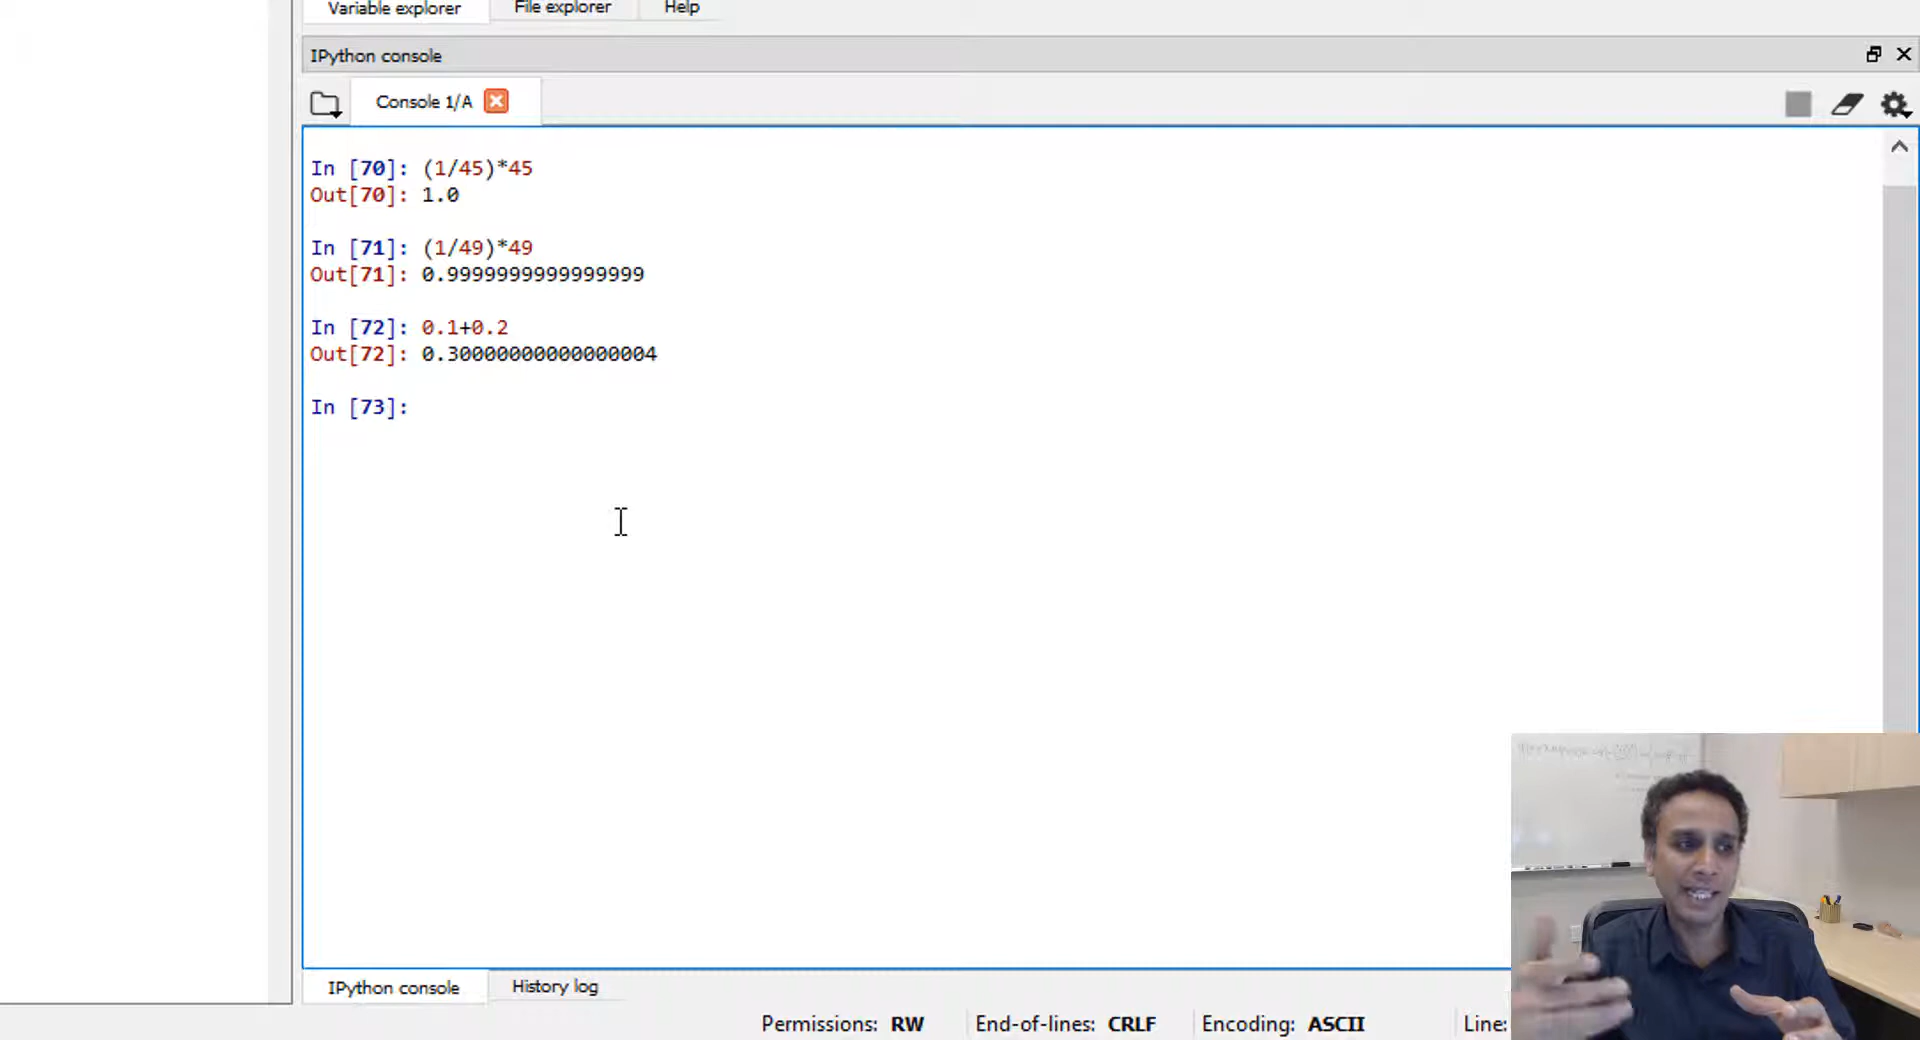 Variable explorer File explorer Help
IPython console
Console 1/A
In [70]: (1/45)*45
Out[70]: 1.0
In [71]: (1/49)*49
Out[71]: 0.9999999999999999
In [72]: 0.1+0.2
Out[72]: 0.30000000000000004
In [73]:
IPython console History log
Permissions: RW End-of-lines: CRLF Encoding: ASCII Line: